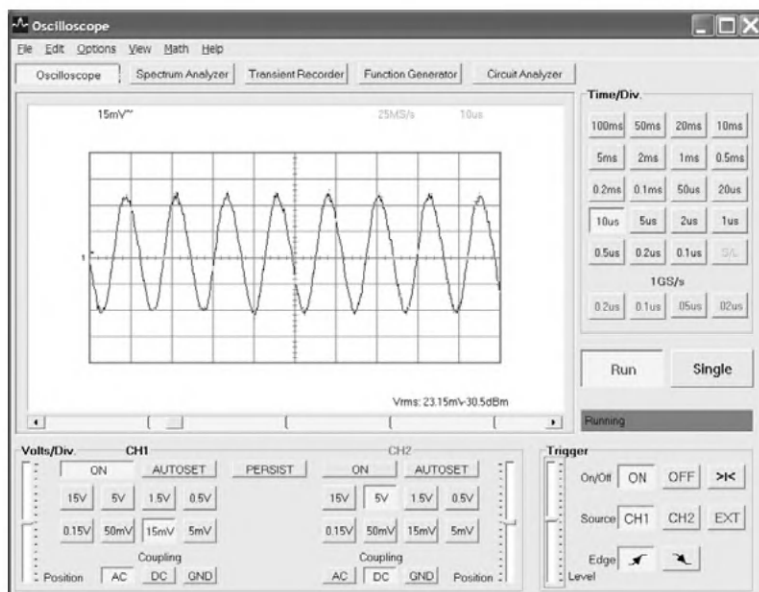 Oscilloscope
File Edit Options View Math Help
Oscilloscope Spectrum Analyzer Transient Recorder Function Generator Circuit Analyzer
15mV~ 25MS/s 10us
1
Vrms: 23.15mV-30.5dBm
Time/Div.
100ms 50ms 20ms 10ms
5ms 2ms 1ms 0.5ms
0.2ms 0.1ms 50us 20us
10us 5us 2us 1us
0.5us 0.2us 0.1us
1GS/s
0.2us 0.1us .05us .02us
Run Single
Running
Volts/Div. CH1 CH2
ON AUTOSET PERSIST ON AUTOSET
15V 5V 1.5V 0.5V 15V 5V 1.5V 0.5V
0.15V 50mV 15mV 5mV 0.15V 50mV 15mV 5mV
Coupling Coupling
Position AC DC GND AC DC GND Position
Trigger
On/Off ON OFF >I<
Source CH1 CH2 EXT
Edge
Level